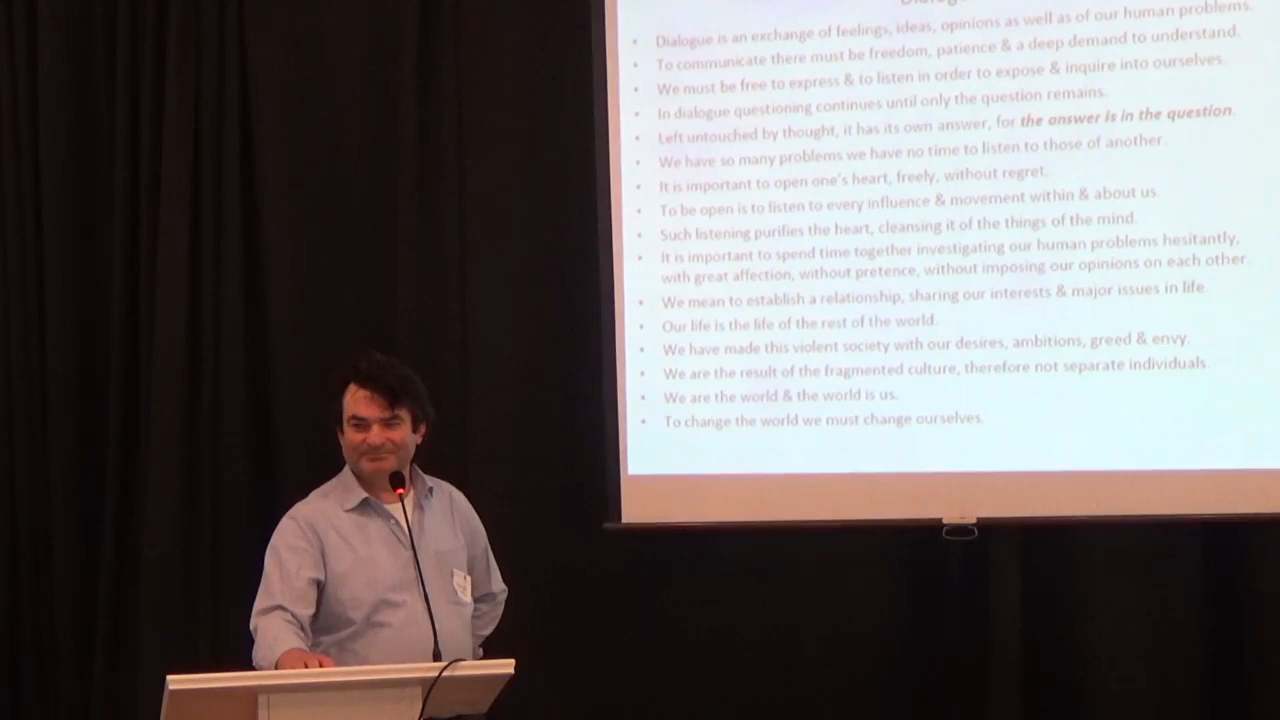 Dialogue
• Dialogue is an exchange of feelings, ideas, opinions as well as of our human problems.
• To communicate there must be freedom, patience & a deep demand to understand.
• We must be free to express & to listen in order to expose & inquire into ourselves.
• In dialogue questioning continues until only the question remains.
• Left untouched by thought, it has its own answer, for the answer is in the question.
• We have so many problems we have no time to listen to those of another.
• It is important to open one's heart, freely, without regret.
• To be open is to listen to every influence & movement within & about us.
• Such listening purifies the heart, cleansing it of the things of the mind.
• It is important to spend time together investigating our human problems hesitantly,
with great affection, without pretence, without imposing our opinions on each other.
• We mean to establish a relationship, sharing our interests & major issues in life.
• Our life is the life of the rest of the world.
• We have made this violent society with our desires, ambitions, greed & envy.
• We are the result of the fragmented culture, therefore not separate individuals.
• We are the world & the world is us.
• To change the world we must change ourselves.